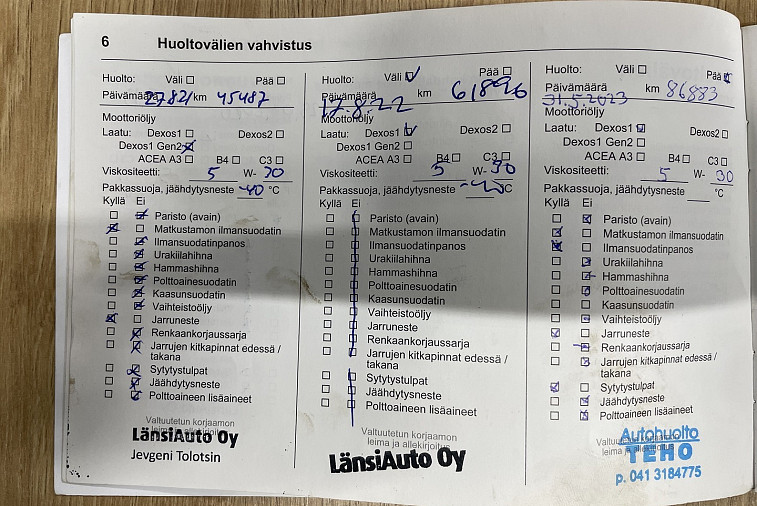 6 Huoltovälien vahvistus
Huolto: Väli ☐ Pää ☐
Päivämäärä 27.8.21 km 45487
Moottoriöljy
Laatu: Dexos1 ☐ Dexos2 ☐
Dexos1 Gen2 ☒
ACEA A3 ☐ B4 ☐ C3 ☐
Viskositeetti: 5 W- 30
Pakkassuoja, jäähdytysneste -40 °C
Kyllä Ei
☐ ☒ Paristo (avain)
☒ ☐ Matkustamon ilmansuodatin
☐ ☒ Ilmansuodatinpanos
☐ ☒ Urakiilahihna
☐ ☒ Hammashihna
☐ ☒ Polttoainesuodatin
☐ ☒ Kaasunsuodatin
☐ ☒ Vaihteistoöljy
☒ ☐ Jarruneste
☐ ☒ Renkaankorjaussarja
☐ ☒ Jarrujen kitkapinnat edessä /
takana
☐ ☒ Sytytystulpat
☐ ☒ Jäähdytysneste
☐ ☒ Polttoaineen lisäaineet
Valtuutetun korjaamon
leima ja allekirjoitus
LänsiAuto Oy
Jevgeni Tolotsin
Huolto: Väli ☑ Pää ☐
Päivämäärä 17.8.22 km 61896
Moottoriöljy
Laatu: Dexos1 ☑ Dexos2 ☐
Dexos1 Gen2 ☐
ACEA A3 ☐ B4 ☐ C3 ☐
Viskositeetti: 5 W- 30
Pakkassuoja, jäähdytysneste °C
Kyllä Ei
☐ ☐ Paristo (avain)
☐ ☐ Matkustamon ilmansuodatin
☐ ☐ Ilmansuodatinpanos
☐ ☐ Urakiilahihna
☐ ☐ Hammashihna
☐ ☐ Polttoainesuodatin
☐ ☐ Kaasunsuodatin
☐ ☐ Vaihteistoöljy
☐ ☐ Jarruneste
☐ ☐ Renkaankorjaussarja
☐ ☐ Jarrujen kitkapinnat edessä /
takana
☐ ☐ Sytytystulpat
☐ ☐ Jäähdytysneste
☐ ☐ Polttoaineen lisäaineet
Valtuutetun korjaamon
leima ja allekirjoitus
LänsiAuto Oy
Huolto: Väli ☐ Pää ☑
Päivämäärä 31.5.2023 km 86883
Moottoriöljy
Laatu: Dexos1 ☑ Dexos2 ☐
Dexos1 Gen2 ☐
ACEA A3 ☐ B4 ☐ C3 ☐
Viskositeetti: 5 W- 30
Pakkassuoja, jäähdytysneste °C
Kyllä Ei
☐ ☑ Paristo (avain)
☑ ☐ Matkustamon ilmansuodatin
☒ ☐ Ilmansuodatinpanos
☐ ☑ Urakiilahihna
☐ ☑ Hammashihna
☐ ☑ Polttoainesuodatin
☐ ☐ Kaasunsuodatin
☐ ☑ Vaihteistoöljy
☑ ☐ Jarruneste
☐ ☑ Renkaankorjaussarja
☐ ☑ Jarrujen kitkapinnat edessä /
takana
☑ ☐ Sytytystulpat
☐ ☑ Jäähdytysneste
☐ ☑ Polttoaineen lisäaineet
leima ja allekirjoitus
Autohuolto
TEHO
p. 041 3184775